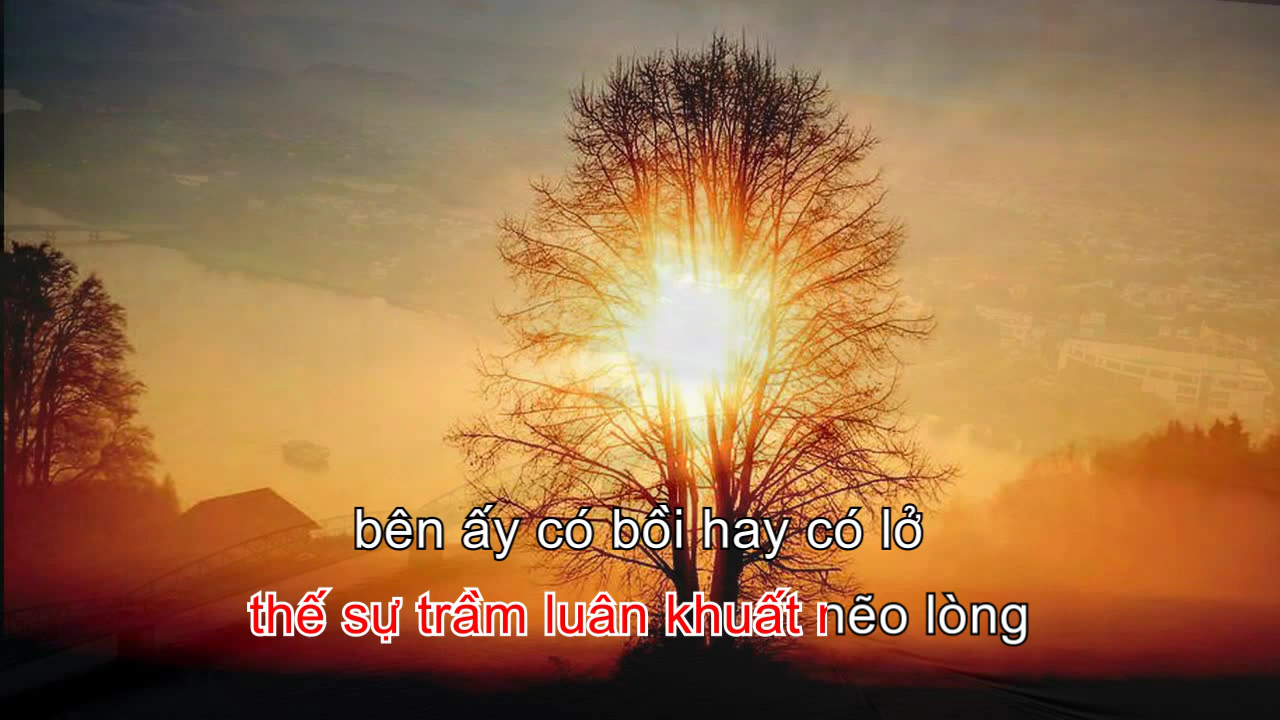 bên ấy có bồi hay có lở
thế sự trầm luân khuất nẽo lòng